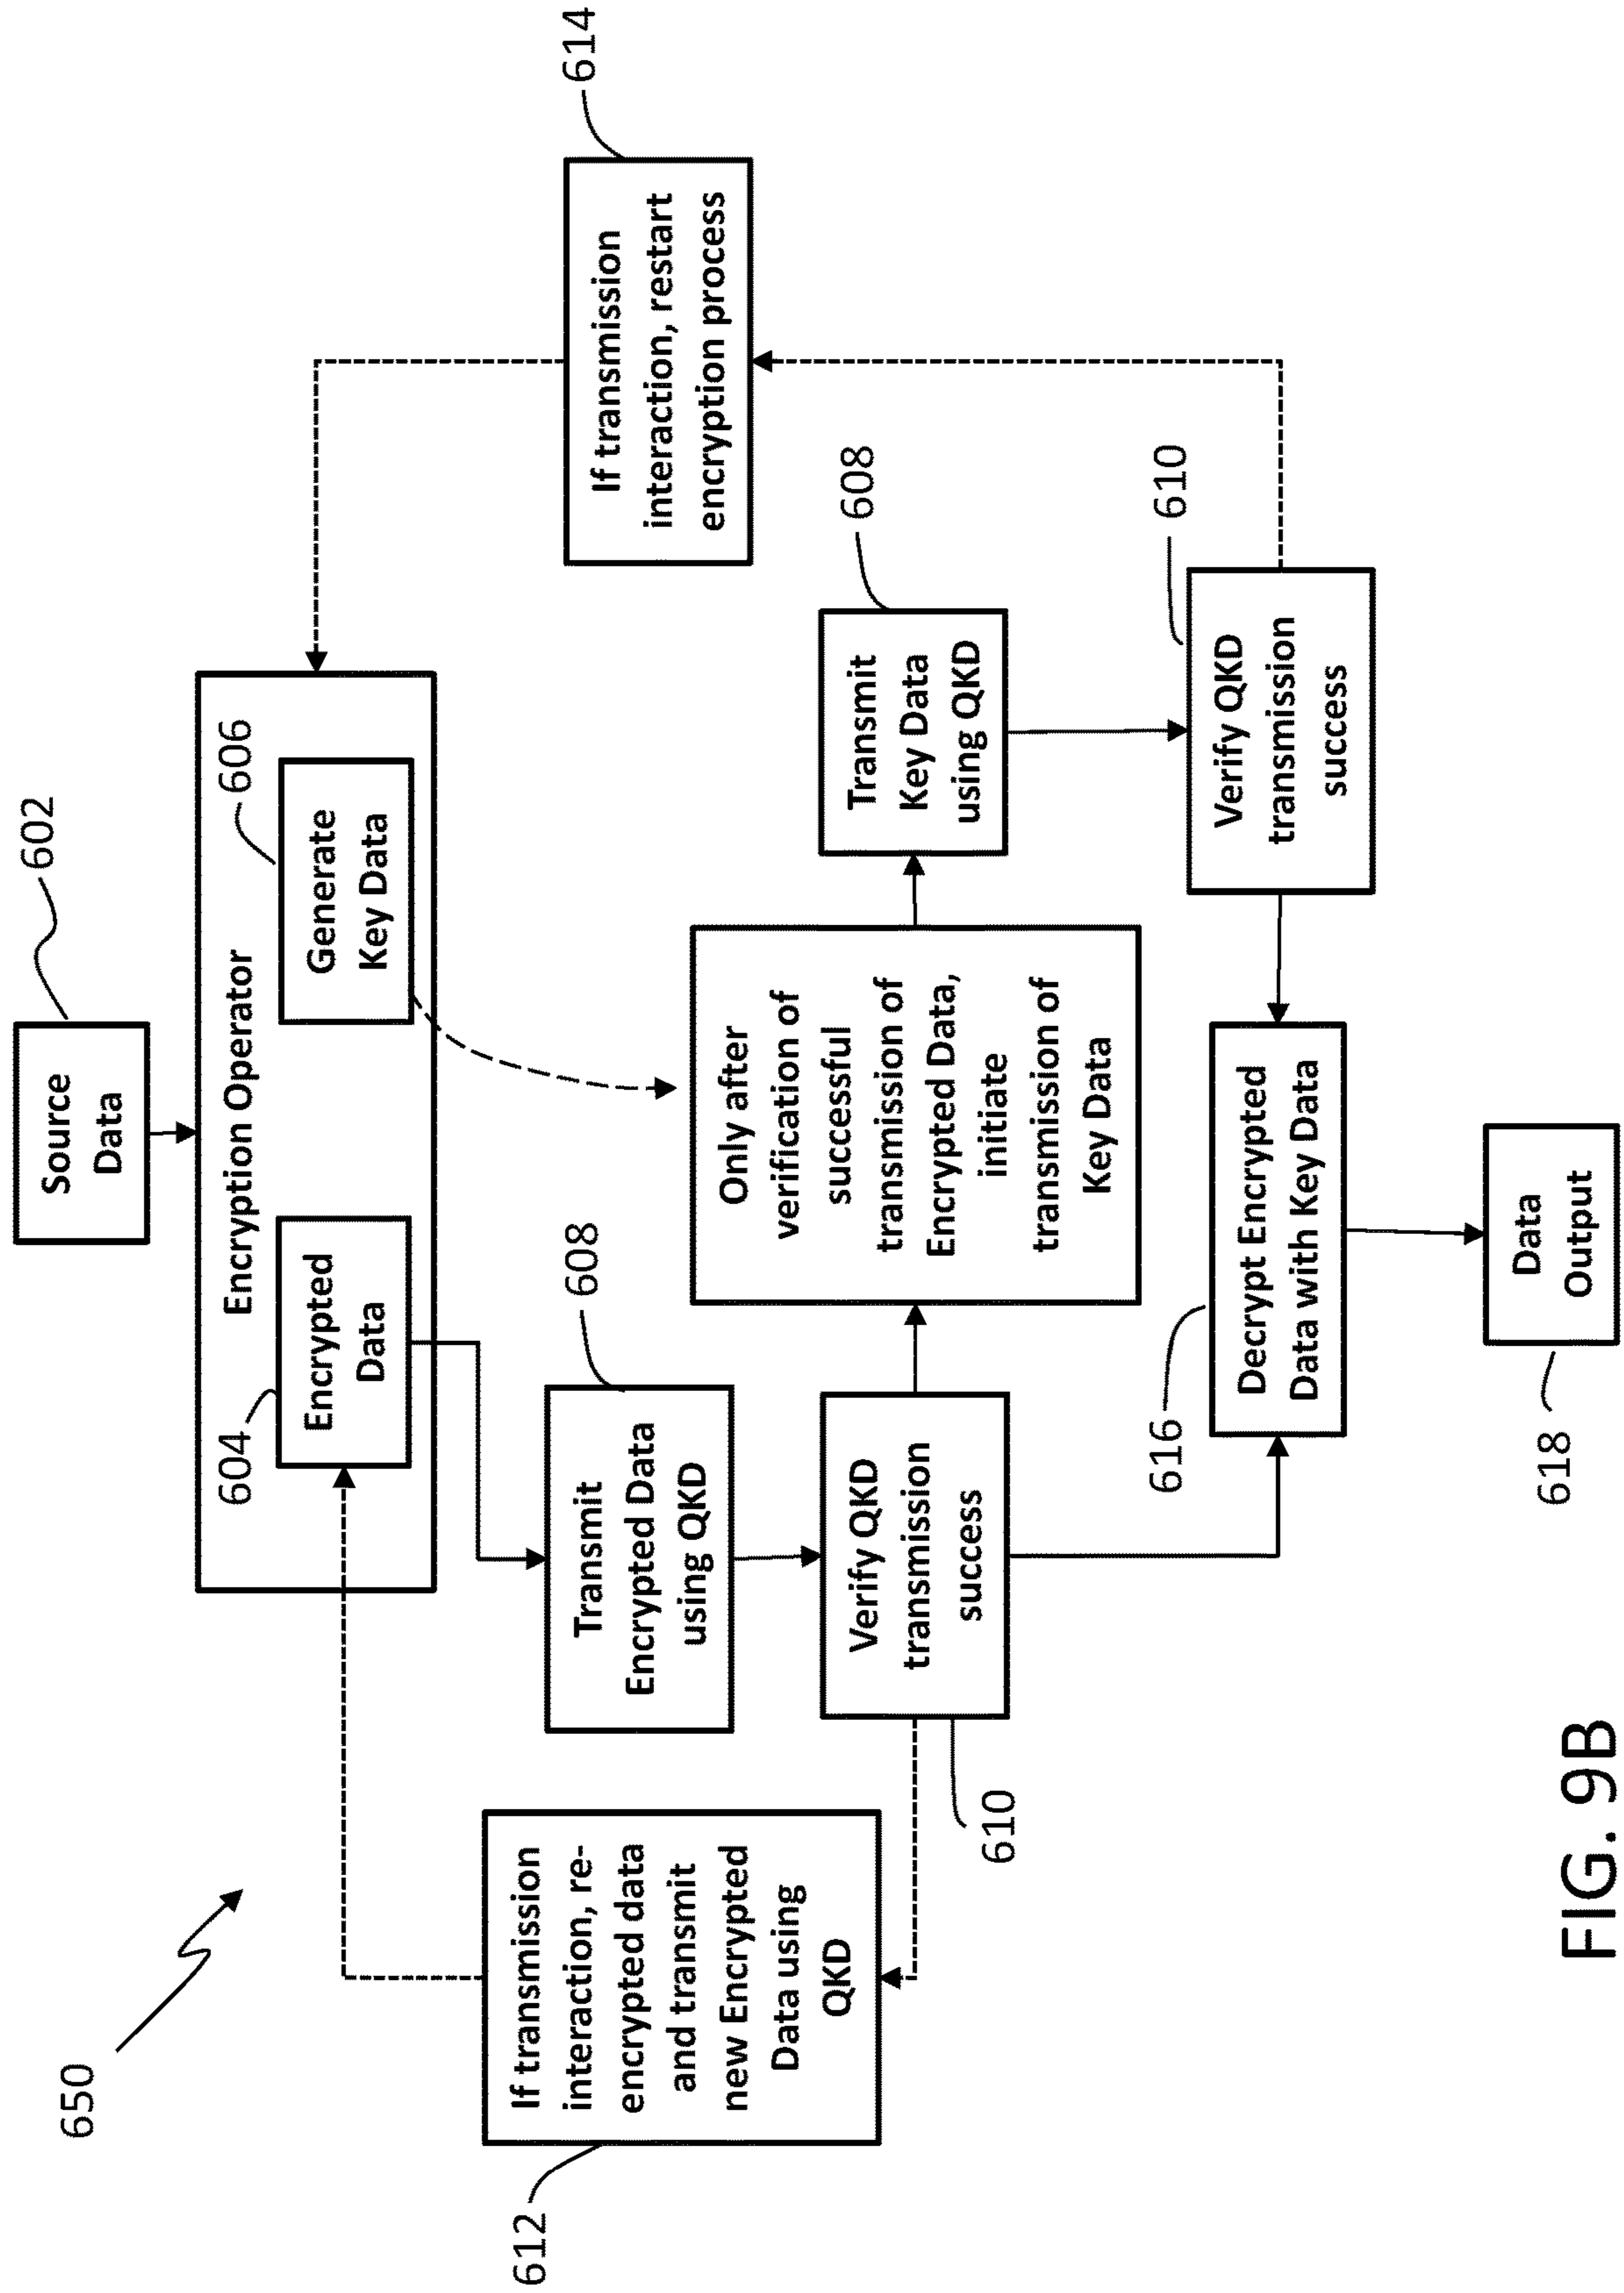 650
Source
Data
602
Encryption Operator
604
Encrypted
Data
Generate
Key Data
606
612
If transmission
interaction, re-
encrypted data
and transmit
new Encrypted
Data using
QKD
Transmit
Encrypted Data
using QKD
608
If transmission
interaction, restart
encryption process
614
610
Verify QKD
transmission
success
Only after
verification of
successful
transmission of
Encrypted Data,
initiate
transmission of
Key Data
Transmit
Key Data
using QKD
608
616
Decrypt Encrypted
Data with Key Data
Verify QKD
transmission
success
610
618
Data
Output
FIG. 9B